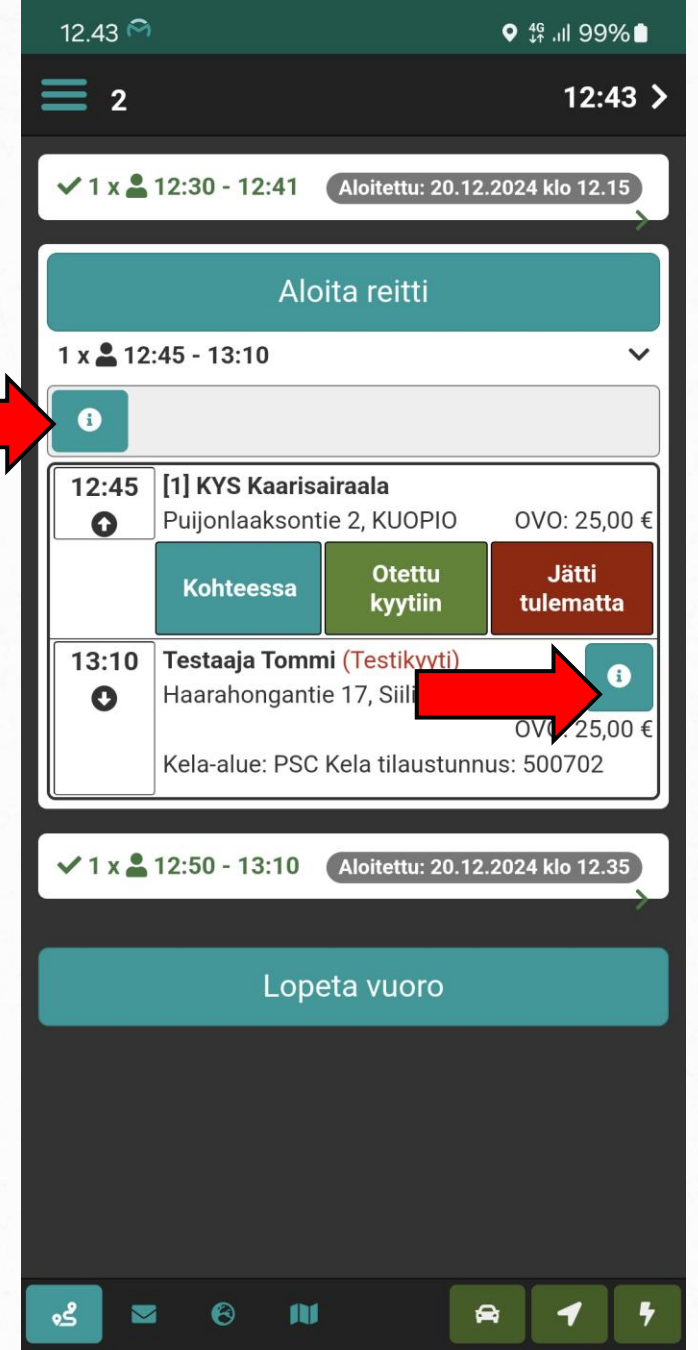 12.43 4G 99%
2 12:43
1 x 12:30 - 12:41 Aloitettu: 20.12.2024 klo 12.15
Aloita reitti
1 x 12:45 - 13:10
12:45 [1] KYS Kaarisairaala
Puijonlaaksontie 2, KUOPIO OVO: 25,00 €
Kohteessa Otettu kyytiin Jätti tulematta
13:10 Testaaja Tommi (Testikyyti)
Haarahongantie 17,
OVO: 25,00 €
Kela-alue: PSC Kela tilaustunnus: 500702
1 x 12:50 - 13:10 Aloitettu: 20.12.2024 klo 12.35
Lopeta vuoro